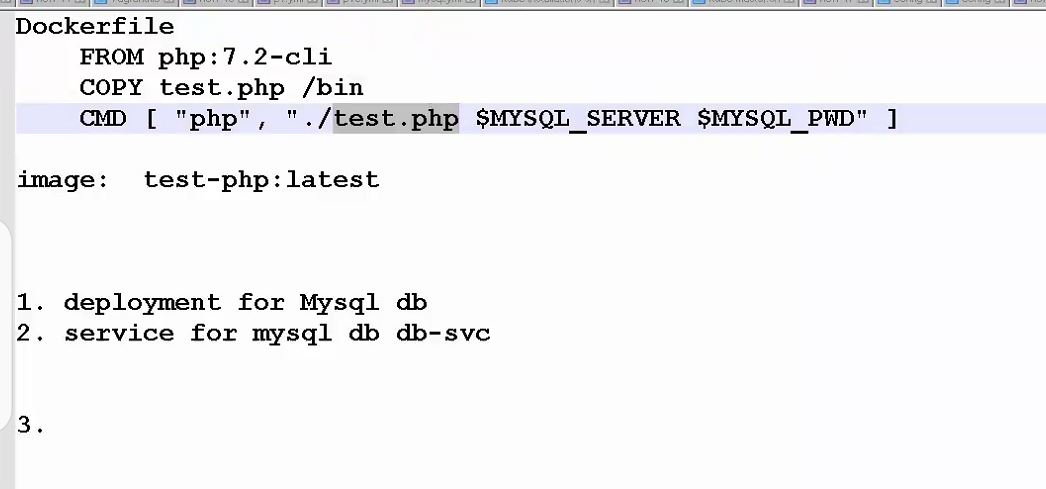 Dockerfile
FROM php:7.2-cli
COPY test.php /bin
CMD [ "php", "./test.php $MYSQL_SERVER $MYSQL_PWD" ]
image: test-php:latest
1. deployment for Mysql db
2. service for mysql db db-svc
3.